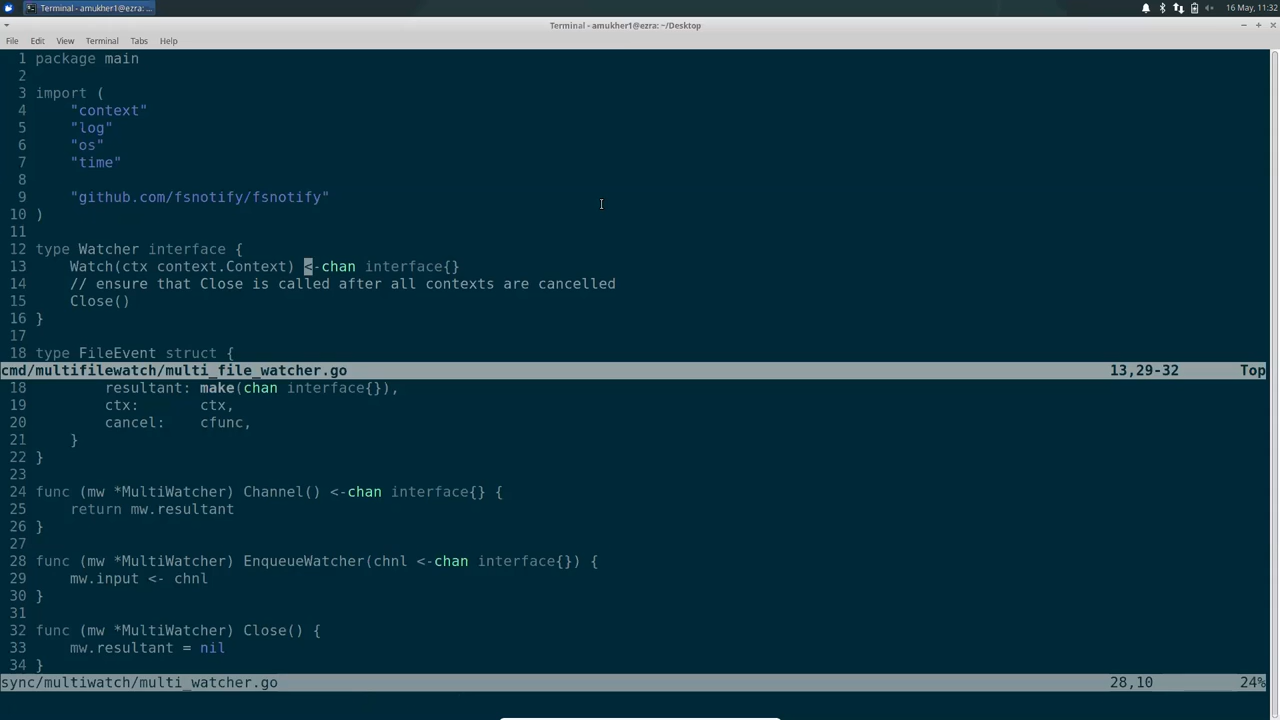 Terminal - amukher1@ezra: ...
16 May, 11:32
Terminal - amukher1@ezra: ~/Desktop
File Edit View Terminal Tabs Help
1 package main
2
3 import (
4     "context"
5     "log"
6     "os"
7     "time"
8
9     "github.com/fsnotify/fsnotify"
10 )
11
12 type Watcher interface {
13     Watch(ctx context.Context) <-chan interface{}
14     // ensure that Close is called after all contexts are cancelled
15     Close()
16 }
17
18 type FileEvent struct {
cmd/multifilewatch/multi_file_watcher.go 13,29-32 Top
18         resultant: make(chan interface{}),
19         ctx:       ctx,
20         cancel:    cfunc,
21     }
22 }
23
24 func (mw *MultiWatcher) Channel() <-chan interface{} {
25     return mw.resultant
26 }
27
28 func (mw *MultiWatcher) EnqueueWatcher(chnl <-chan interface{}) {
29     mw.input <- chnl
30 }
31
32 func (mw *MultiWatcher) Close() {
33     mw.resultant = nil
34 }
sync/multiwatch/multi_watcher.go 28,10 24%